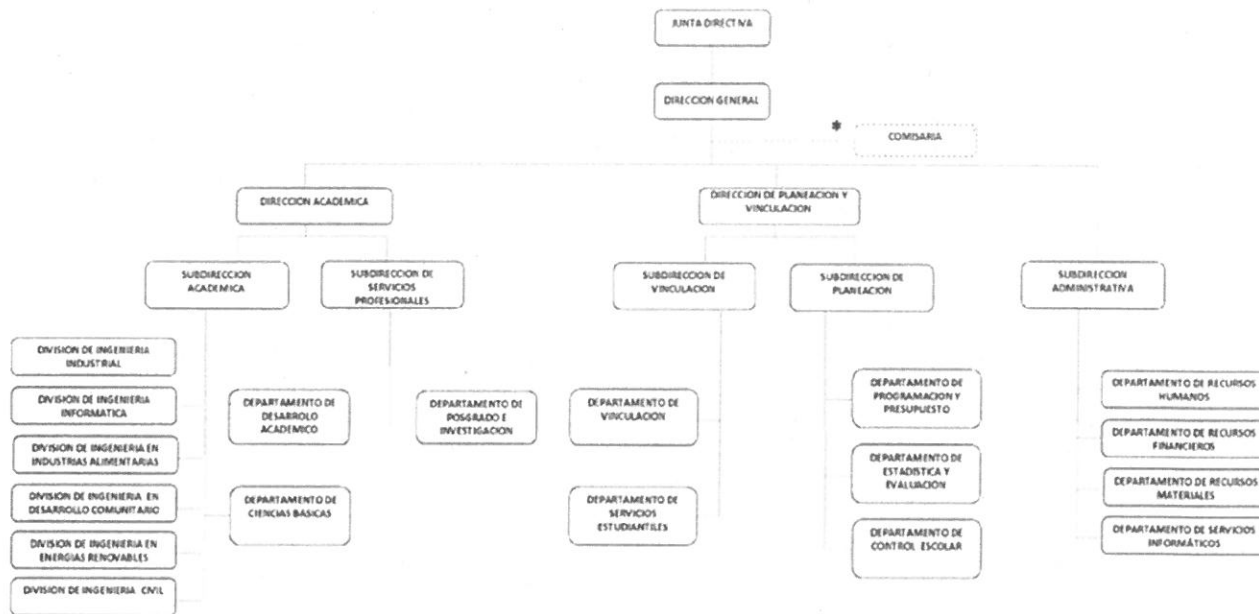 JUNTA DIRECTIVA
DIRECCION GENERAL
*
COMISARIA
DIRECCION ACADEMICA
DIRECCION DE PLANEACION Y
VINCULACION
SUBDIRECCION
ACADEMICA
SUBDIRECCION DE
SERVICIOS
PROFESIONALES
SUBDIRECCION DE
VINCULACION
SUBDIRECCION DE
PLANEACION
SUBDIRECCION
ADMINISTRATIVA
DIVISION DE INGENIERIA
INDUSTRIAL
DIVISION DE INGENIERIA
INFORMATICA
DIVISION DE INGENIERIA EN
INDUSTRIAS ALIMENTARIAS
DIVISION DE INGENIERIA EN
DESARROLLO COMUNITARIO
DIVISION DE INGENIERIA EN
ENERGIAS RENOVABLES
DIVISION DE INGENIERIA CIVIL
DEPARTAMENTO DE
DESARROLO
ACADEMICO
DEPARTAMENTO DE
CIENCIAS BÁSICAS
DEPARTAMENTO DE
POSGRADO E
INVESTIGACION
DEPARTAMENTO DE
VINCULACION
DEPARTAMENTO DE
SERVICIOS
ESTUDIANTILES
DEPARTAMENTO DE
PROGRAMACION Y
PRESUPUESTO
DEPARTAMENTO DE
ESTADISTICA Y
EVALUACIÓN
DEPARTAMENTO DE
CONTROL ESCOLAR
DEPARTAMENTO DE RECURSOS
HUMANOS
DEPARTAMENTO DE RECURSOS
FINANCIEROS
DEPARTAMENTO DE RECURSOS
MATERIALES
DEPARTAMENTO DE SERVICIOS
INFORMÁTICOS